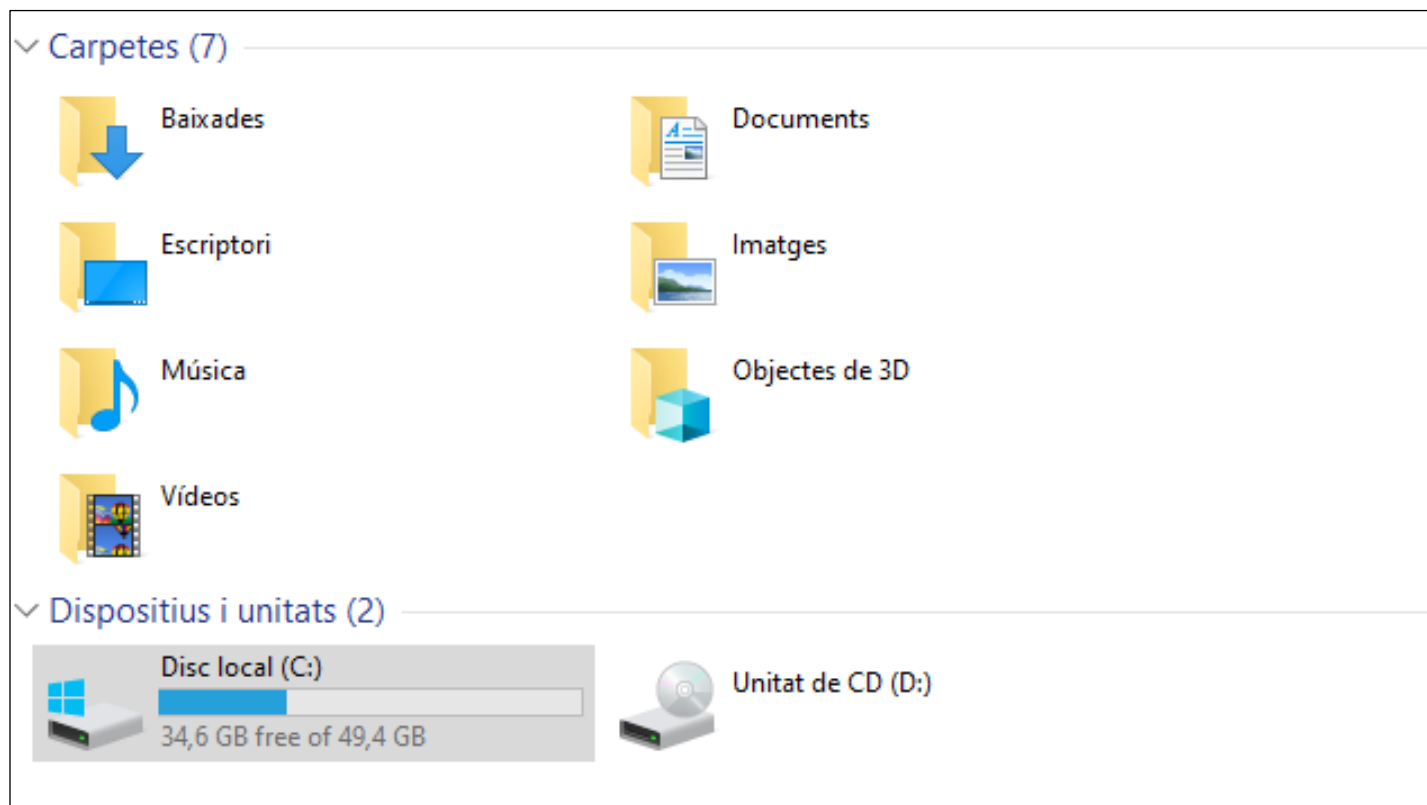 Carpetes (7)
Baixades
Documents
Escriptori
Imatges
Música
Objectes de 3D
Vídeos
Dispositius i unitats (2)
Disc local (C:)
34,6 GB free of 49,4 GB
Unitat de CD (D:)